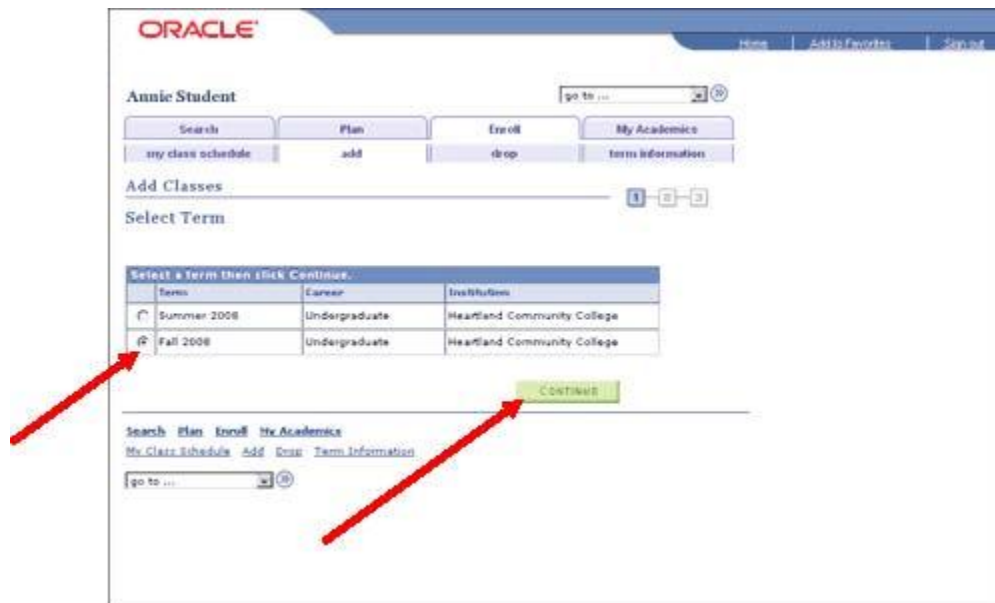 ORACLE
Home | Add to Favorites | Sign out
Annie Student go to ...
Search Plan Enroll My Academics
my class schedule add drop term information
Add Classes 1 2 3
Select Term
Select a term then click Continue.
Term Career Institution
Summer 2008 Undergraduate Heartland Community College
Fall 2008 Undergraduate Heartland Community College
CONTINUE
Search Plan Enroll My Academics
My Class Schedule Add Drop Term Information
go to ...